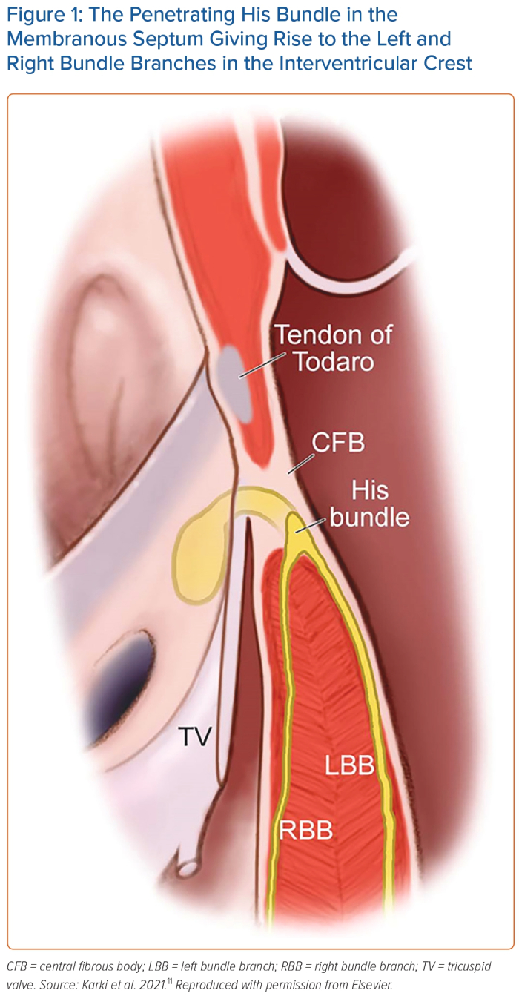 Figure 1: The Penetrating His Bundle in the
Membranous Septum Giving Rise to the Left and
Right Bundle Branches in the Interventricular Crest
Tendon of
Todaro
CFB
His
bundle
TV
LBB
RBB
CFB = central fibrous body; LBB = left bundle branch; RBB = right bundle branch; TV = tricuspid
valve. Source: Karki et al. 2021.¹¹ Reproduced with permission from Elsevier.